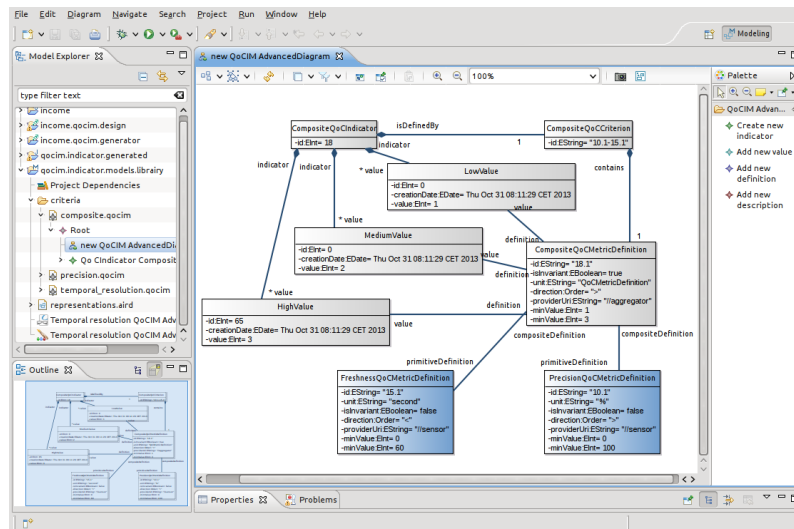 File Edit Diagram Navigate Search Project Run Window Help
Modeling
Model Explorer
new QoCIM AdvancedDiagram
100%
Palette
type filter text
QoCIM Advan...
income
income.qocim.design
income.qocim.generator
qocim.indicator.generated
qocim.indicator.models.library
Project Dependencies
criteria
composite.qocim
Root
new QoCIM AdvancedDi
Qo CIndicator Composit
precision.qocim
temporal_resolution.qocim
representations.aird
Temporal resolution QoCIM Adv
Temporal resolution QoCIM Adv
Create new
indicator
Add new value
Add new
definition
Add new
description
CompositeQoCIndicator
-id:EInt= 18
isDefinedBy
1
CompositeQoCCriterion
-id:EString= "10.1-15.1"
indicator
indicator
indicator
contains
* value
LowValue
-id:EInt= 0
-creationDate:EDate= Thu Oct 31 08:11:29 CET 2013
-value:EInt= 1
value
* value
MediumValue
-id:EInt= 0
-creationDate:EDate= Thu Oct 31 08:11:29 CET 2013
-value:EInt= 2
definition
1
value
definition
CompositeQoCMetricDefinition
-id:EString= "18.1"
-isInvariant:EBoolean= true
-unit:EString= "QoCMetricDefinition"
-direction:Order= ">"
-providerUri:EString= "//aggregator"
-minValue:EInt= 1
-minValue:EInt= 3
* value
HighValue
-id:EInt= 65
-creationDate:EDate= Thu Oct 31 08:11:29 CET 2013
-value:EInt= 3
definition
value
compositeDefinition
compositeDefinition
primitiveDefinition
primitiveDefinition
FreshnessQoCMetricDefinition
-id:EString= "15.1"
-unit:EString= "second"
-isInvariant:EBoolean= false
-direction:Order= "<"
-providerUri:EString= "//sensor"
-minValue:EInt= 0
-minValue:EInt= 60
PrecisionQoCMetricDefinition
-id:EString= "10.1"
-unit:EString= "%"
-isInvariant:EBoolean= false
-direction:Order= ">"
-providerUri:EString= "//sensor"
-minValue:EInt= 0
-minValue:EInt= 100
Outline
Properties
Problems